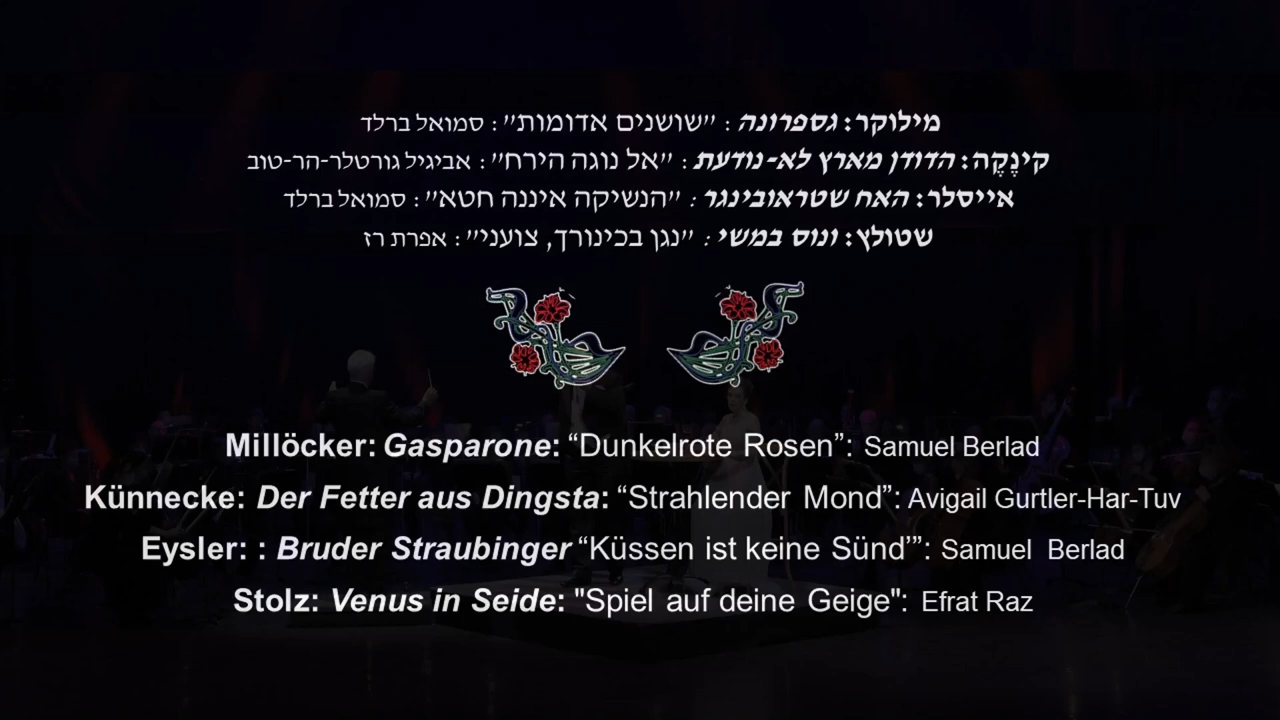 מילוקר: גספרונה : "שושנים אדומות": סמואל ברלד
קינֶקֶה: הדודן מארץ לא-נודעת : "אל נוגה הירח": אביגיל גורטלר-הר-טוב
אייסלר: האח שטראובינגר : "הנשיקה איננה חטא": סמואל ברלד
שטולץ: ונוס במשי : "נגן בכינורך, צועני": אפרת רז
Millöcker: Gasparone: “Dunkelrote Rosen”: Samuel Berlad
Künnecke: Der Fetter aus Dingsta: “Strahlender Mond”: Avigail Gurtler-Har-Tuv
Eysler: : Bruder Straubinger “Küssen ist keine Sünd’”: Samuel Berlad
Stolz: Venus in Seide: "Spiel auf deine Geige": Efrat Raz